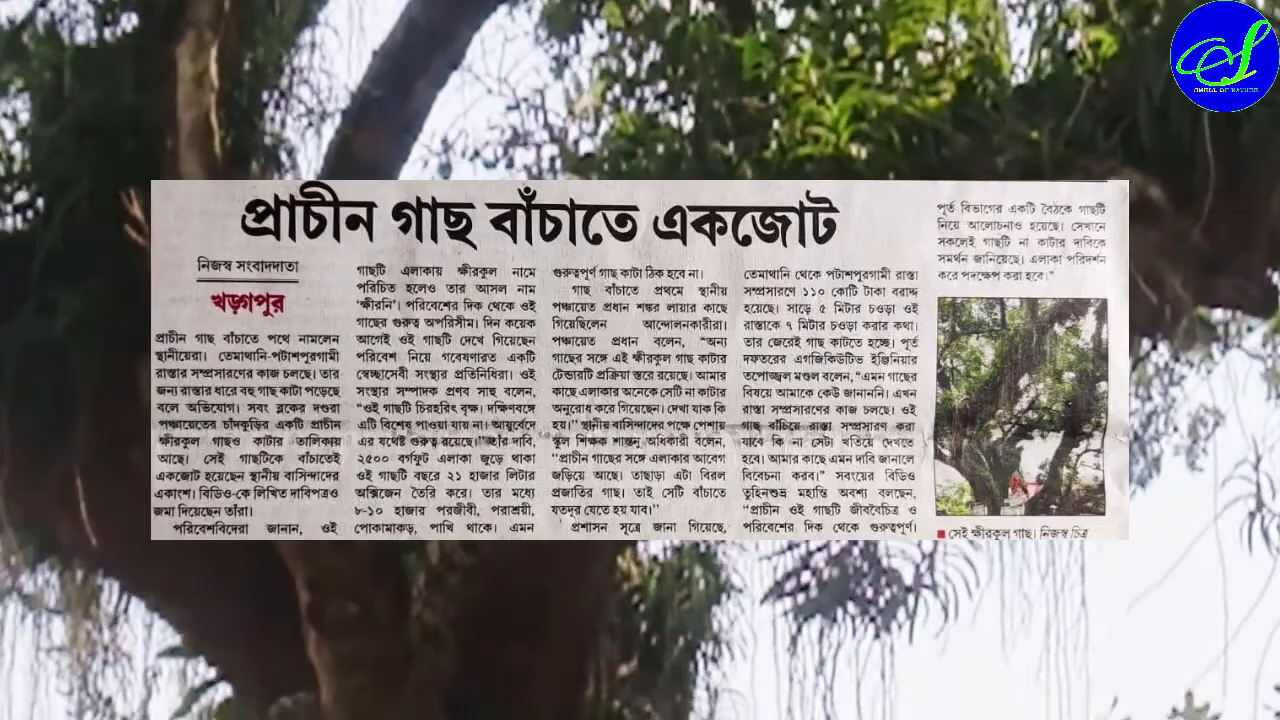 প্রাচীন গাছ বাঁচাতে একজোট
নিজস্ব সংবাদদাতা
খড়্গপুর
প্রাচীন গাছ বাঁচাতে পথে নামলেন
স্থানীয়েরা। তেমাথানি-পটাশপুরগামী
রাস্তার সম্প্রসারণের কাজ চলছে। তার
জন্য রাস্তার ধারে বহু গাছ কাটা পড়েছে
বলে অভিযোগ। সবং ব্লকের দণ্ডরা
পঞ্চায়েতের চাঁদকুড়ির একটি প্রাচীন
ক্ষীরকুল গাছও কাটার তালিকায়
আছে। সেই গাছটিকে বাঁচাতেই
একজোট হয়েছেন স্থানীয় বাসিন্দাদের
একাংশ। বিডিও-কে লিখিত দাবিপত্রও
জমা দিয়েছেন তাঁরা।
পরিবেশবিদেরা জানান, ওই
গাছটি এলাকায় ক্ষীরকুল নামে
পরিচিত হলেও তার আসল নাম
‘ক্ষীরনি’। পরিবেশের দিক থেকে ওই
গাছের গুরুত্ব অপরিসীম। দিন কয়েক
আগেই ওই গাছটি দেখে গিয়েছেন
পরিবেশ নিয়ে গবেষণারত একটি
স্বেচ্ছাসেবী সংস্থার প্রতিনিধিরা। ওই
সংস্থার সম্পাদক প্রণব সাহু বলেন,
“ওই গাছটি চিরহরিৎ বৃক্ষ। দক্ষিণবঙ্গে
এটি বিশেষ পাওয়া যায় না। আয়ুর্বেদে
এর যথেষ্ট গুরুত্ব রয়েছে।” তাঁর দাবি,
২৫০০ বর্গফুট এলাকা জুড়ে থাকা
ওই গাছটি বছরে ২১ হাজার লিটার
অক্সিজেন তৈরি করে। তার মধ্যে
৮-১০ হাজার পরজীবী, পরাশ্রয়ী,
পোকামাকড়, পাখি থাকে। এমন
গুরুত্বপূর্ণ গাছ কাটা ঠিক হবে না।
গাছ বাঁচাতে প্রথমে স্থানীয়
পঞ্চায়েত প্রধান শঙ্কর লায়ার কাছে
গিয়েছিলেন আন্দোলনকারীরা।
পঞ্চায়েত প্রধান বলেন, “অন্য
গাছের সঙ্গে এই ক্ষীরকুল গাছ কাটার
টেন্ডারটি প্রক্রিয়া স্তরে রয়েছে। আমার
কাছে এলাকার অনেকে সেটি না কাটার
অনুরোধ করে গিয়েছেন। দেখা যাক কি
হয়।’’ স্থানীয় বাসিন্দাদের পক্ষে পেশায়
স্কুল শিক্ষক শান্তনু অধিকারী বলেন,
“প্রাচীন গাছের সঙ্গে এলাকার আবেগ
জড়িয়ে আছে। তাছাড়া এটা বিরল
প্রজাতির গাছ। তাই সেটি বাঁচাতে
যতদূর যেতে হয় যাব।’’
প্রশাসন সূত্রে জানা গিয়েছে,
তেমাথানি থেকে পটাশপুরগামী রাস্তা
সম্প্রসারণে ১১০ কোটি টাকা বরাদ্দ
হয়েছে। সাড়ে ৫ মিটার চওড়া ওই
রাস্তাকে ৭ মিটার চওড়া করার কথা।
তার জেরেই গাছ কাটতে হচ্ছে। পূর্ত
দফতরের এগজিকিউটিভ ইঞ্জিনিয়ার
তপোজ্জ্বল মণ্ডল বলেন, “এমন গাছের
বিষয়ে আমাকে কেউ জানাননি। এখন
রাস্তা সম্প্রসারণের কাজ চলছে। ওই
গাছ বাঁচিয়ে রাস্তা সম্প্রসারণ করা
যাবে কি না সেটা খতিয়ে দেখতে
হবে। আমার কাছে এমন দাবি জানালে
বিবেচনা করব।” সবংয়ের বিডিও
তুহিনশুভ্র মহান্তি অবশ্য বলছেন,
“প্রাচীন ওই গাছটি জীববৈচিত্র ও
পরিবেশের দিক থেকে গুরুত্বপূর্ণ।
পূর্ত বিভাগের একটি বৈঠকে গাছটি
নিয়ে আলোচনাও হয়েছে। সেখানে
সকলেই গাছটি না কাটার দাবিকে
সমর্থন জানিয়েছে। এলাকা পরিদর্শন
করে পদক্ষেপ করা হবে।”
সেই ক্ষীরকুল গাছ। নিজস্ব চিত্র